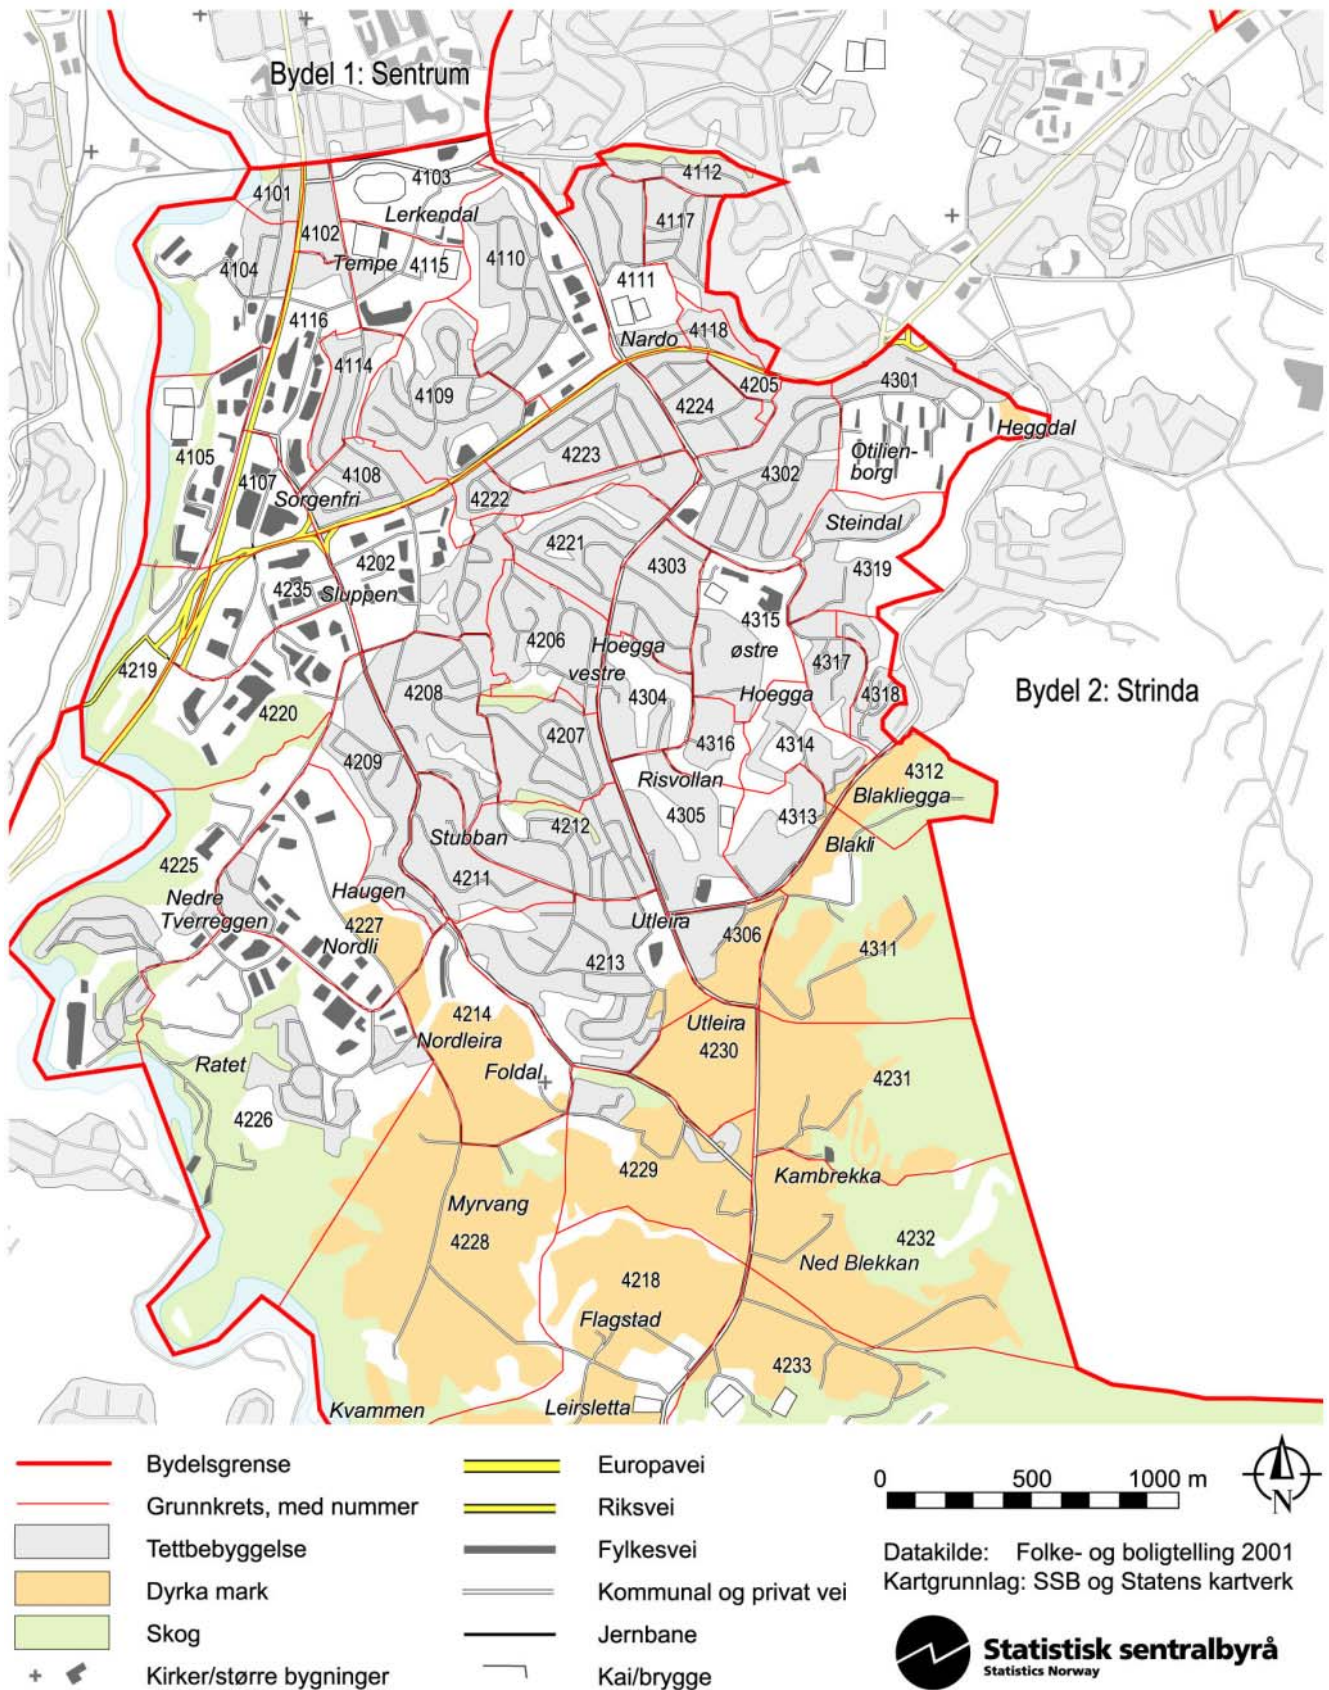 Bydel 1: Sentrum
4112
4103
4101
4117
Lerkendal
4102
4110
Tempe
4115
4104
4111
4116
Nardo
4118
4114
4205
4301
4109
4224
Heggdal
4105
4223
Otilien-
borg
4108
4302
4107
Sorgenfri
4222
Steindal
4221
4202
4303
4319
4235
Sluppen
4315
4206
Hoegga
vestre
østre
4317
4219
4208
Hoegga
4318
Bydel 2: Strinda
4304
4220
4207
4316
4314
4209
Risvollan
4312
Blakliegga
4305
4313
4212
Stubban
Blakli
4225
4211
Haugen
Nedre
Tverreggen
4227
Utleira
4306
Nordli
4311
4213
4214
Utleira
Nordleira
4230
Ratet
Foldal
4231
4226
4229
Kambrekka
Myrvang
4232
4228
Ned Blekkan
4218
Flagstad
4233
Kvammen
Leirsletta
Bydelsgrense
Grunnkrets, med nummer
Tettbebyggelse
Dyrka mark
Skog
Kirker/større bygninger
Europavei
Riksvei
Fylkesvei
Kommunal og privat vei
Jernbane
Kai/brygge
0 500 1000 m
N
Datakilde: Folke- og boligtelling 2001
Kartgrunnlag: SSB og Statens kartverk
Statistisk sentralbyrå
Statistics Norway